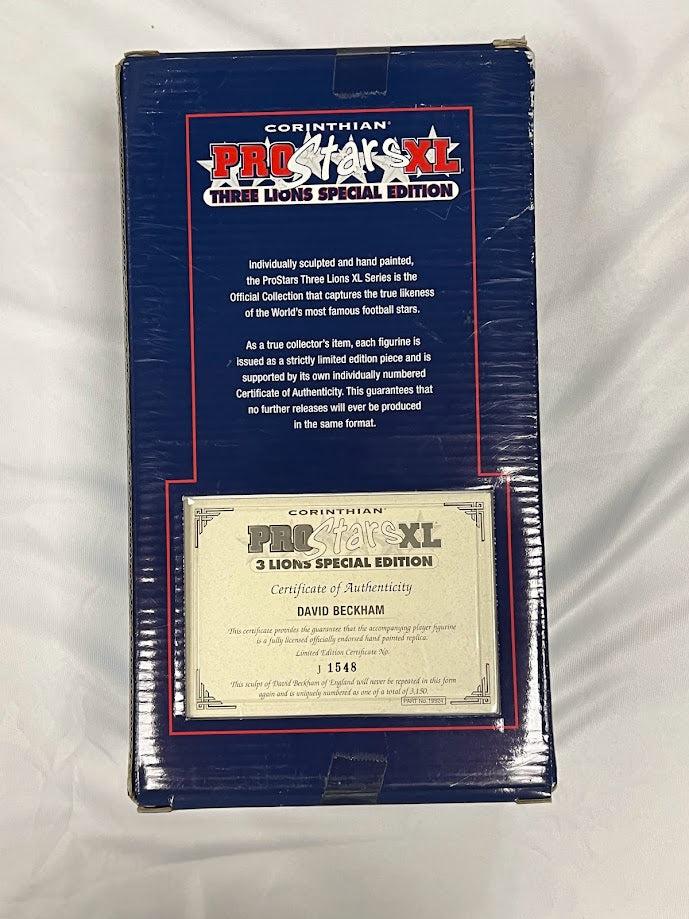 CORINTHIAN®
PROStarsXL
THREE LIONS SPECIAL EDITION
Individually sculpted and hand painted,
the ProStars Three Lions XL Series is the
Official Collection that captures the true likeness
of the World's most famous football stars.
As a true collector's item, each figurine is
issued as a strictly limited edition piece and is
supported by its own individually numbered
Certificate of Authenticity. This guarantees that
no further releases will ever be produced
in the same format.
CORINTHIAN®
PROStarsXL
3 LIONS SPECIAL EDITION
Certificate of Authenticity
DAVID BECKHAM
This certificate provides the guarantee that the accompanying player figurine
is a fully licensed officially endorsed hand painted replica.
Limited Edition Certificate No.
J 1548
This sculpt of David Beckham of England will never be repeated in this form
again and is uniquely numbered as one of a total of 3,150.
PART No. 19924